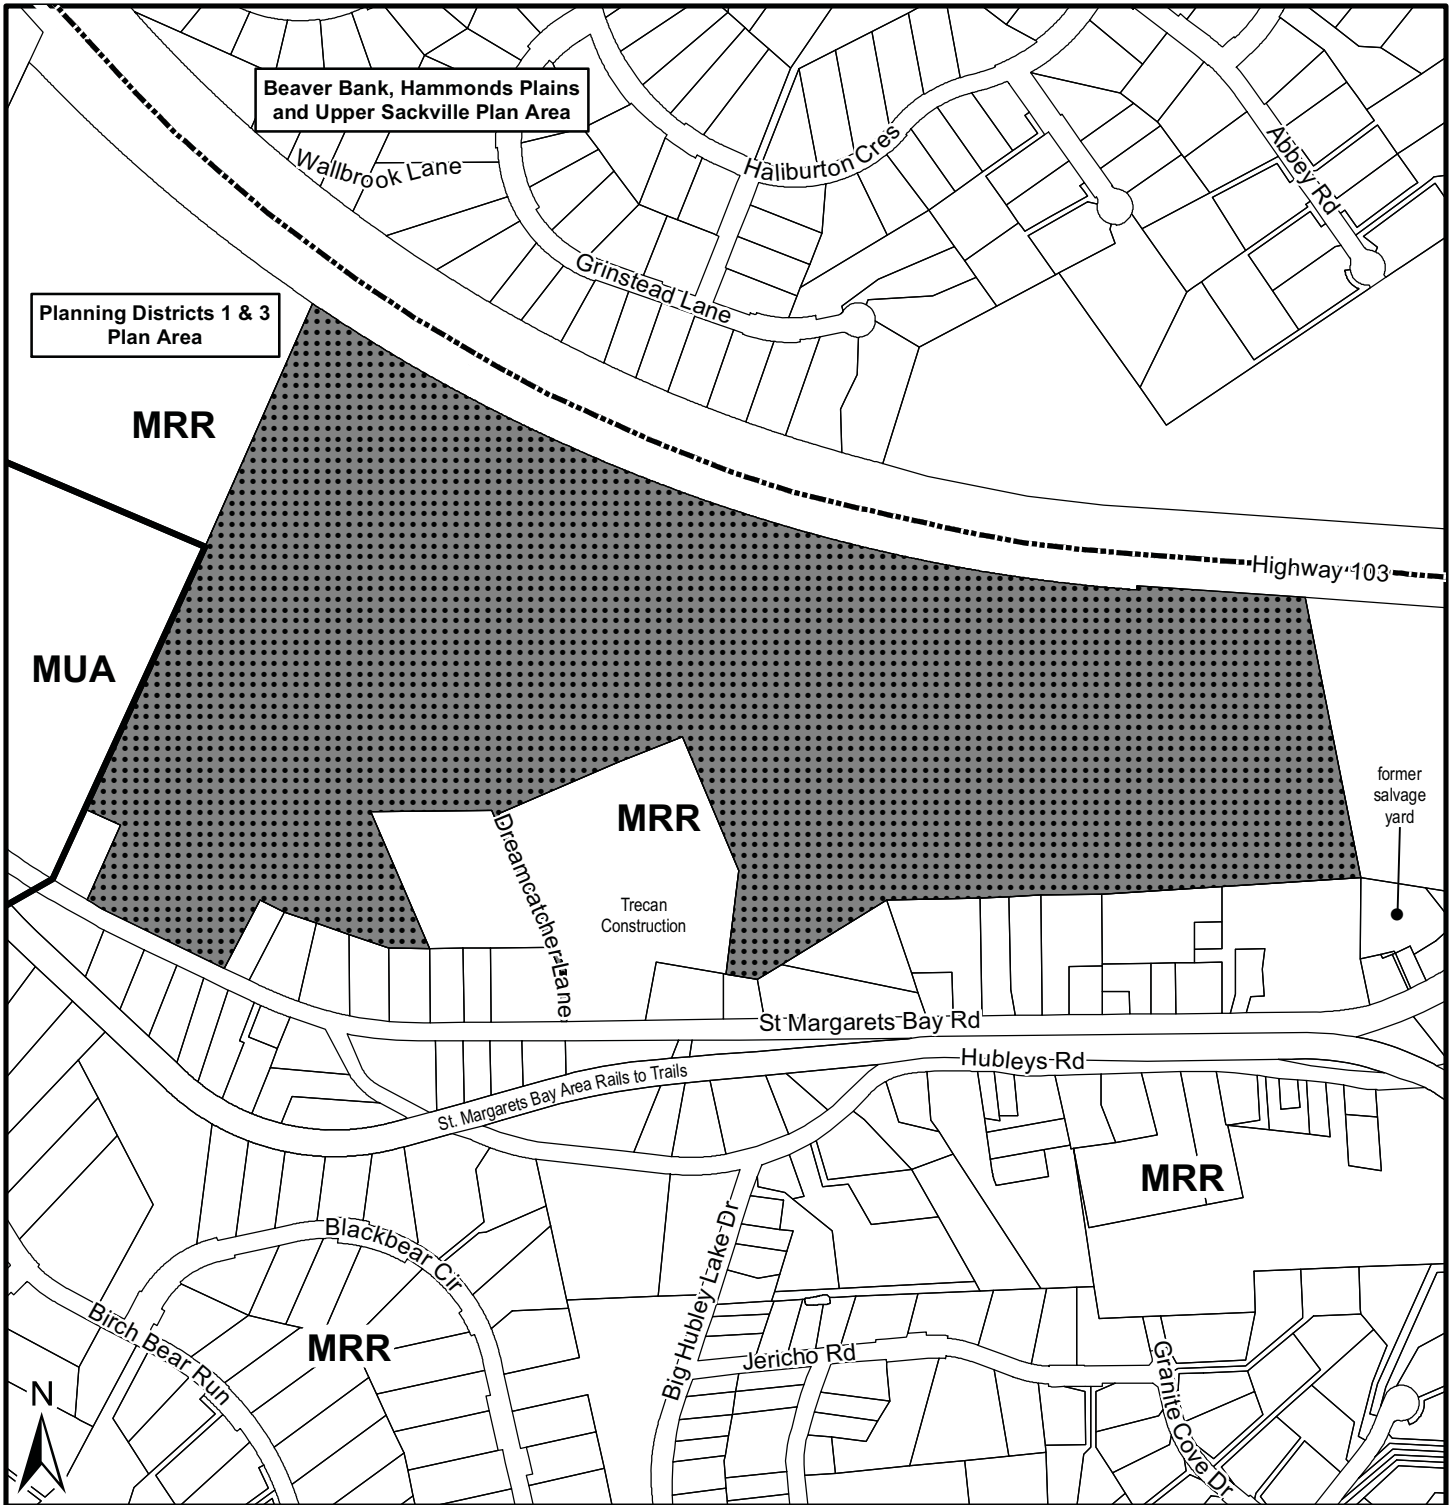 Beaver Bank, Hammonds Plains
and Upper Sackville Plan Area
Wallbrook Lane
Haliburton Cres
Abbey Rd
Grinstead Lane
Planning Districts 1 & 3
Plan Area
MRR
Highway 103
MUA
MRR
former
salvage
yard
Dreamcatcher Lane
Trecan
Construction
St Margarets Bay Rd
Hubleys Rd
St. Margarets Bay Area Rails to Trails
MRR
Blackbear Cir
Big Hubley Lake Dr
Birch Bear Run
MRR
Jericho Rd
Granite Cove Dr
N